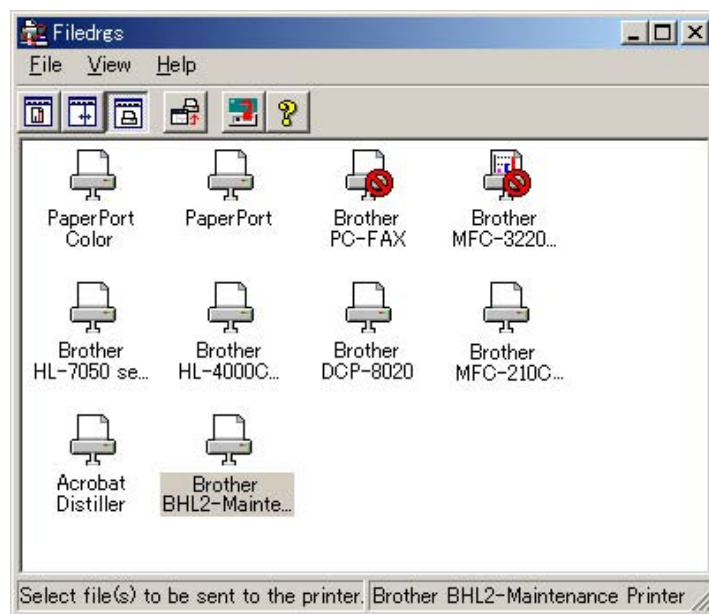 Filedrgs
File View Help
PaperPort
Color
PaperPort
Brother
PC-FAX
Brother
MFC-3220...
Brother
HL-7050 se...
Brother
HL-4000C...
Brother
DCP-8020
Brother
MFC-210C...
Acrobat
Distiller
Brother
BHL2-Mainte...
Select file(s) to be sent to the printer. Brother BHL2-Maintenance Printer